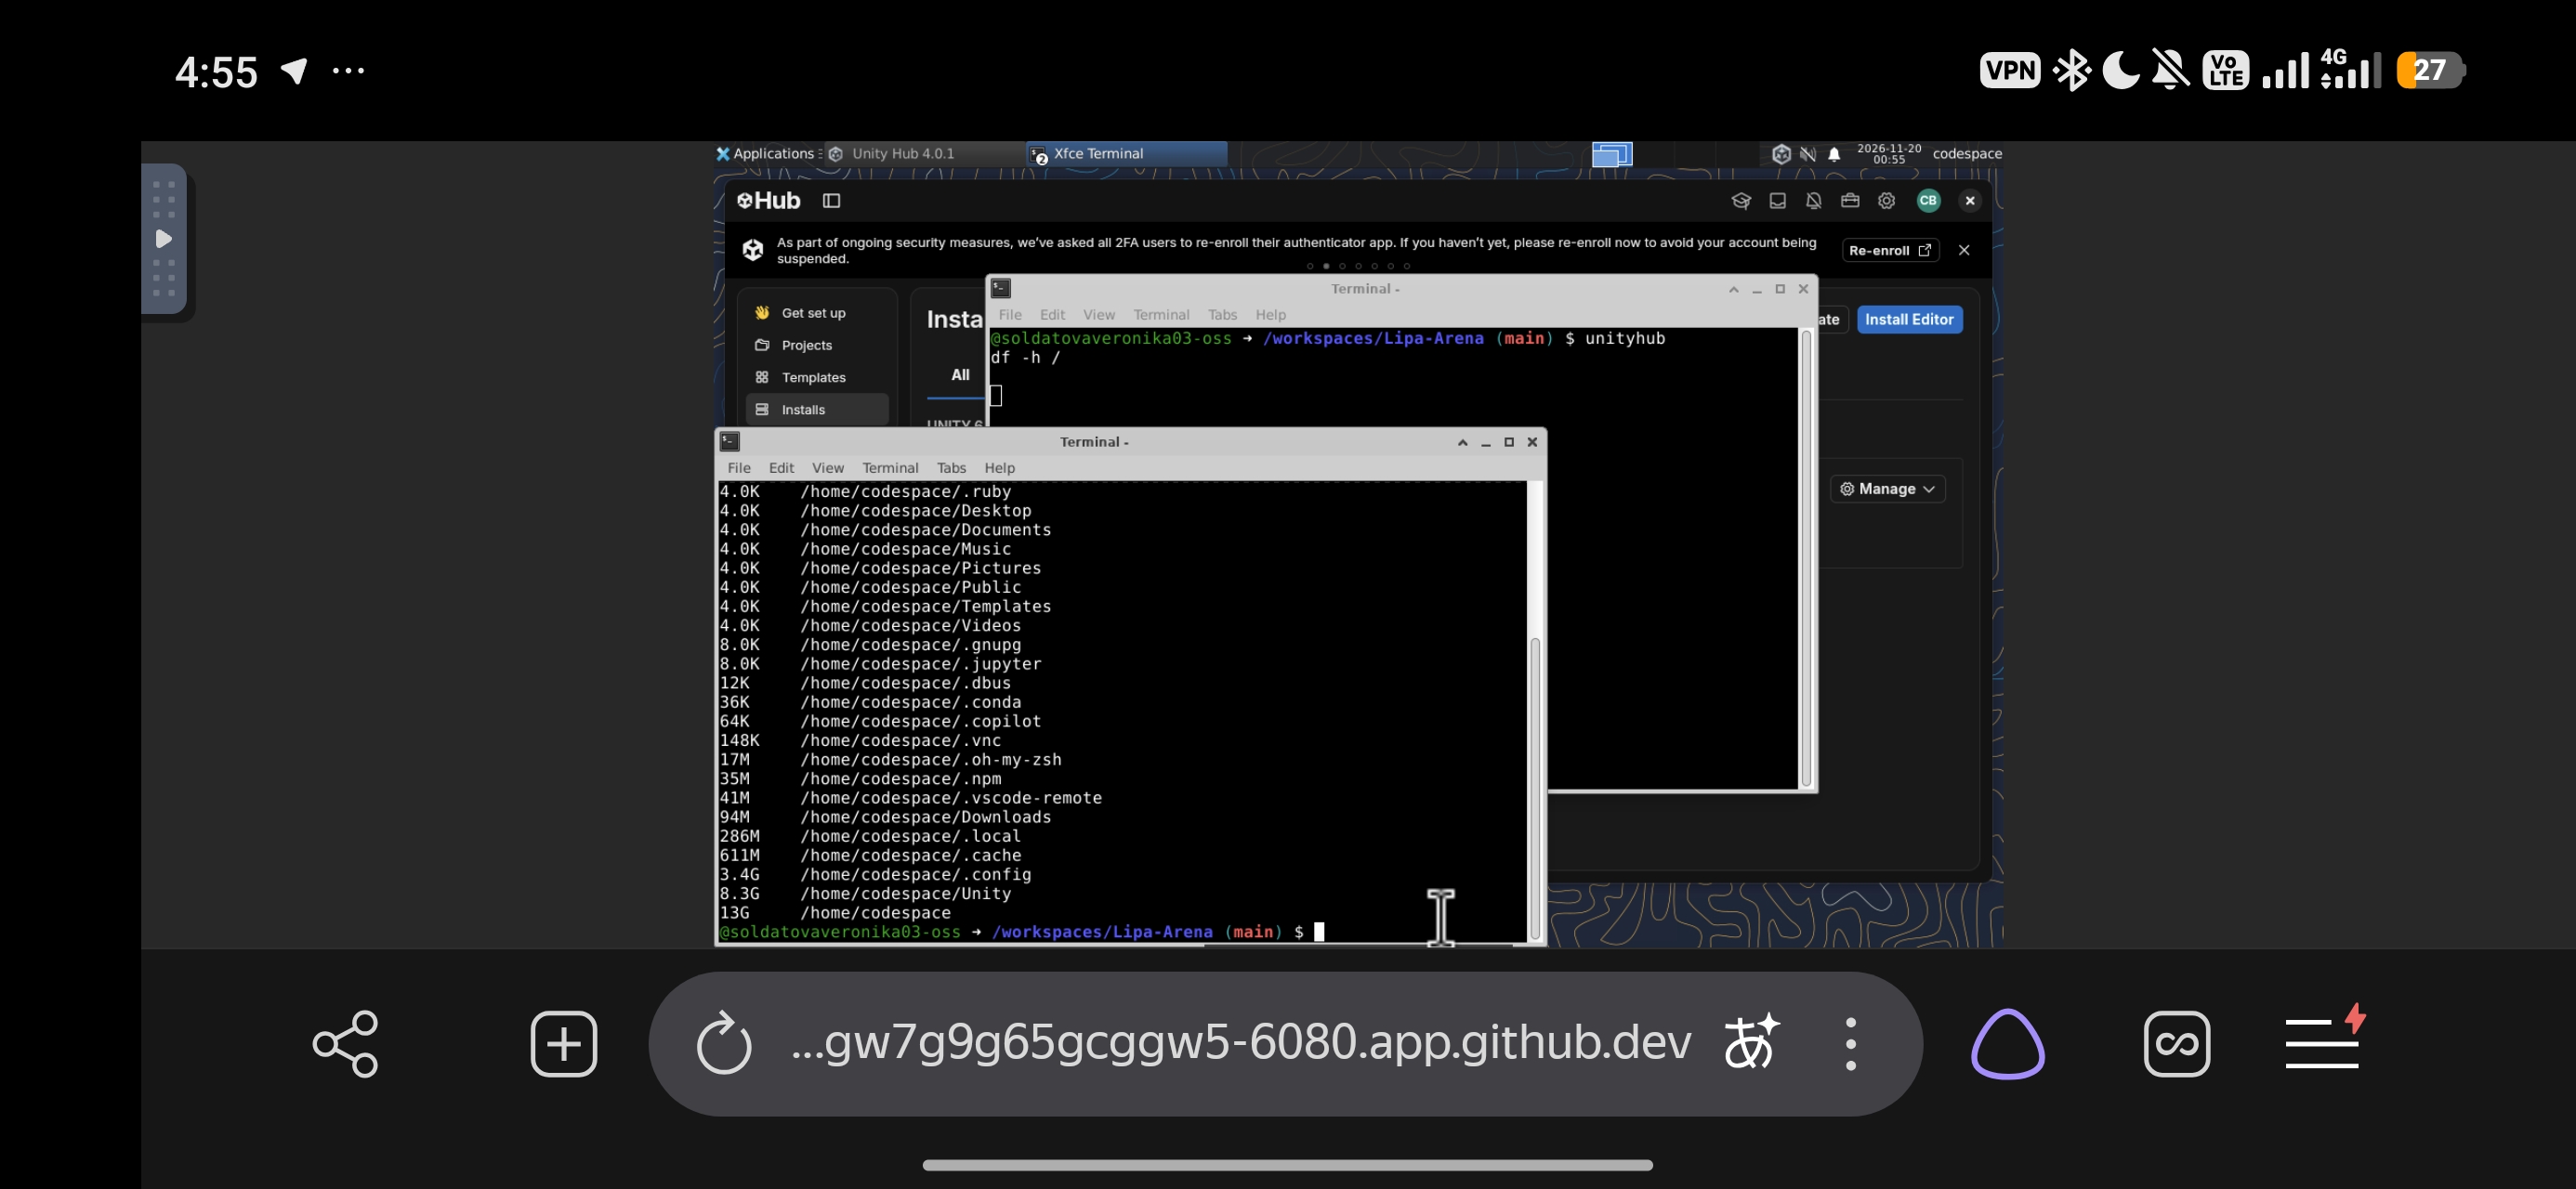 4:55 ...
VPN Vo LTE 4G 27
Applications Unity Hub 4.0.1 2 Xfce Terminal 2026-11-20 00:55 codespace
Hub CB
As part of ongoing security measures, we've asked all 2FA users to re-enroll their authenticator app. If you haven't yet, please re-enroll now to avoid your account being
suspended.
Re-enroll
Get set up
Projects
Templates
Installs
Insta
All
UNITY 6
ate Install Editor
Manage
Terminal -
File Edit View Terminal Tabs Help
@soldatovaveronika03-oss → /workspaces/Lipa-Arena (main) $ unityhub
df -h /
Terminal -
File Edit View Terminal Tabs Help
4.0K /home/codespace/.ruby
4.0K /home/codespace/Desktop
4.0K /home/codespace/Documents
4.0K /home/codespace/Music
4.0K /home/codespace/Pictures
4.0K /home/codespace/Public
4.0K /home/codespace/Templates
4.0K /home/codespace/Videos
8.0K /home/codespace/.gnupg
8.0K /home/codespace/.jupyter
12K /home/codespace/.dbus
36K /home/codespace/.conda
64K /home/codespace/.copilot
148K /home/codespace/.vnc
17M /home/codespace/.oh-my-zsh
35M /home/codespace/.npm
41M /home/codespace/.vscode-remote
94M /home/codespace/Downloads
286M /home/codespace/.local
611M /home/codespace/.cache
3.4G /home/codespace/.config
8.3G /home/codespace/Unity
13G /home/codespace
@soldatovaveronika03-oss → /workspaces/Lipa-Arena (main) $
...gw7g9g65gcggw5-6080.app.github.dev あ